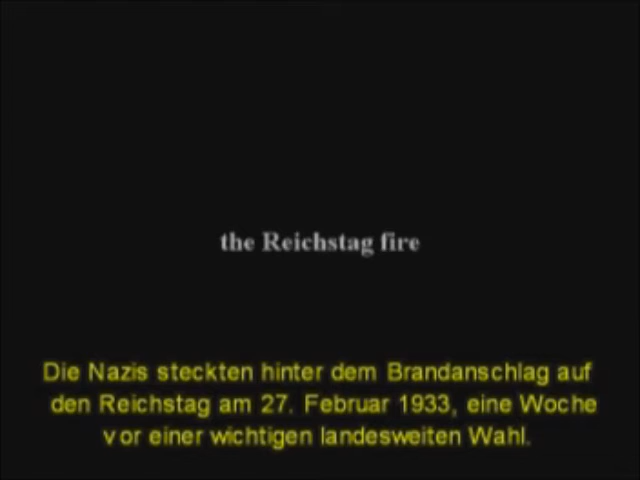 the Reichstag fire
Die Nazis steckten hinter dem Brandanschlag auf
den Reichstag am 27. Februar 1933, eine Woche
vor einer wichtigen landesweiten Wahl.